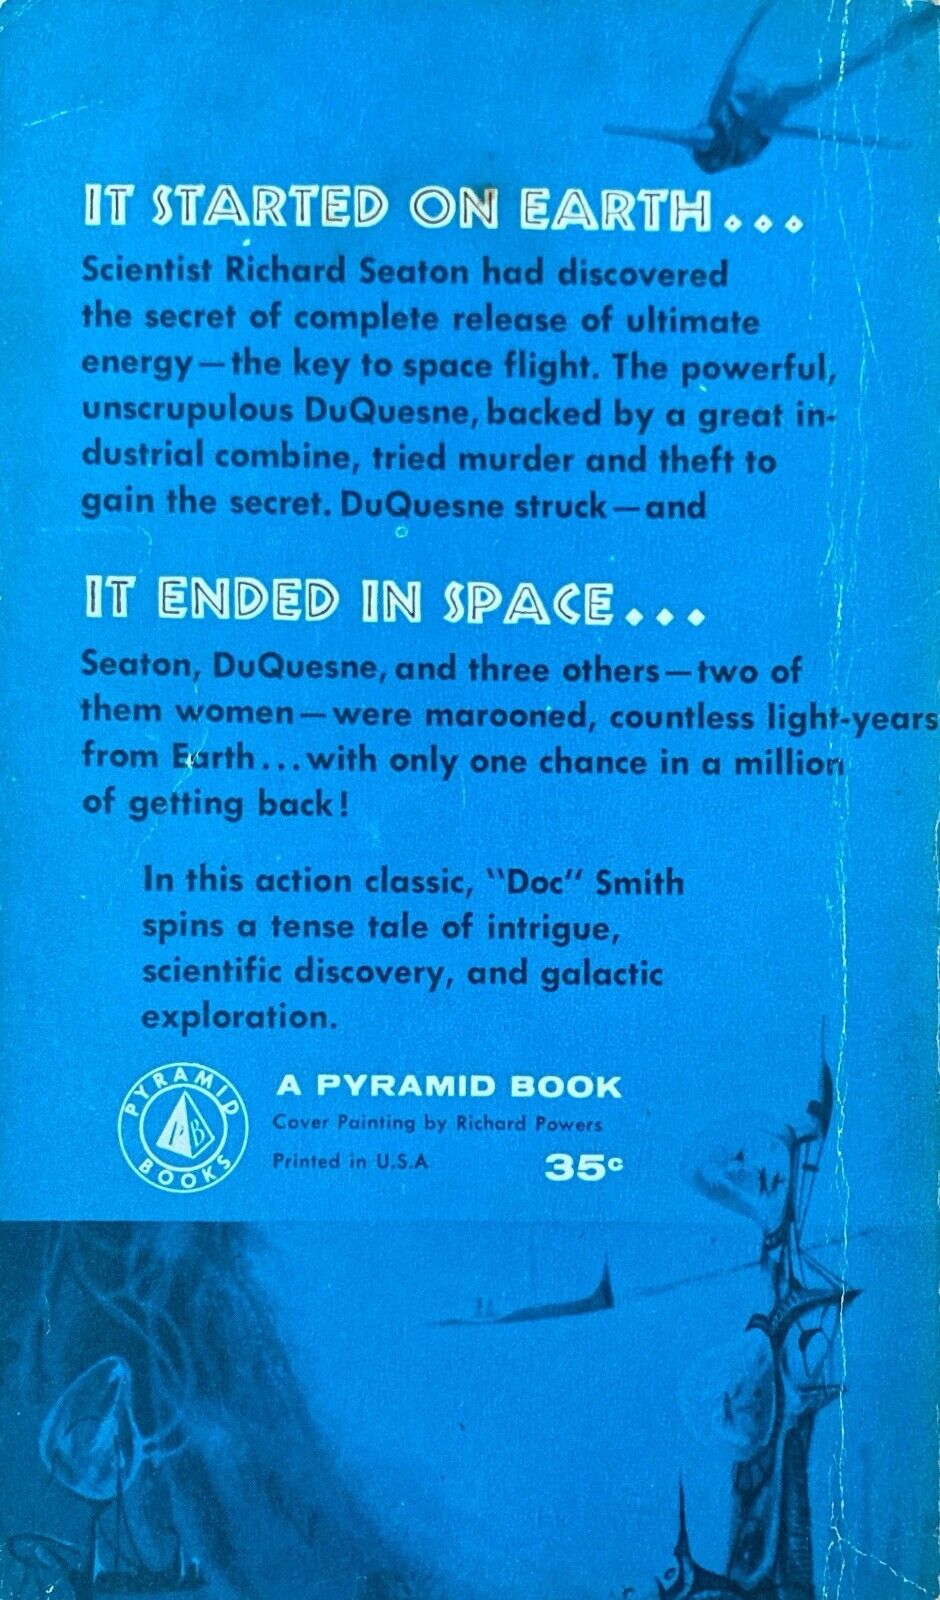 IT STARTED ON EARTH...
Scientist Richard Seaton had discovered
the secret of complete release of ultimate
energy—the key to space flight. The powerful,
unscrupulous DuQuesne, backed by a great in-
dustrial combine, tried murder and theft to
gain the secret. DuQuesne struck—and
IT ENDED IN SPACE...
Seaton, DuQuesne, and three others—two of
them women—were marooned, countless light-years
from Earth...with only one chance in a million
of getting back!
In this action classic, "Doc" Smith
spins a tense tale of intrigue,
scientific discovery, and galactic
exploration.
PYRAMID
PB
BOOKS
A PYRAMID BOOK
Cover Painting by Richard Powers
Printed in U.S.A
35c